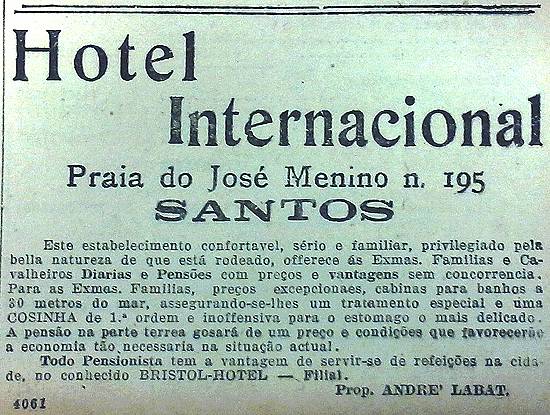 Hotel
Internacional
Praia do José Menino n. 195
SANTOS
Este estabelecimento confortavel, sério e familiar, privilegiado pela
bella natureza de que está rodeado, offerece ás Exmas. Familias e Ca-
valheiros Diarias e Pensões com preços e vantagens sem concorrencia.
Para as Exmas. Familias, preços excepcionaes, cabinas para banhos a
30 metros do mar, assegurando-se-lhes um tratamento especial e uma
COSINHA de 1.ª ordem e inoffensiva para o estomago o mais delicado.
A pensão na parte terrea gosará de um preço e condições que favorecerão
a economia tão necessaria na situação actual.
Todo Pensionista tem a vantagem de servir-se de refeições na cida-
de, no conhecido BRISTOL-HOTEL — Filial.
Prop. ANDRE' LABAT.
4061